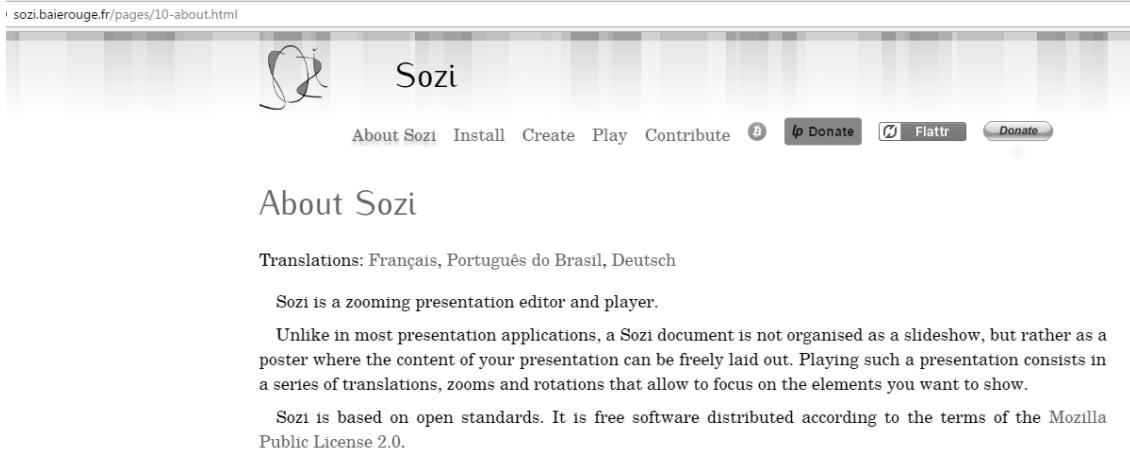 sozi.baierouge.fr/pages/10-about.html
Sozi
Sozi
About Sozi Install Create Play Contribute lp Donate Flattr Donate
About Sozi
Translations: Français, Português do Brasil, Deutsch
Sozi is a zooming presentation editor and player.
Unlike in most presentation applications, a Sozi document is not organised as a slideshow, but rather as a
poster where the content of your presentation can be freely laid out. Playing such a presentation consists in
a series of translations, zooms and rotations that allow to focus on the elements you want to show.
Sozi is based on open standards. It is free software distributed according to the terms of the Mozilla
Public License 2.0.